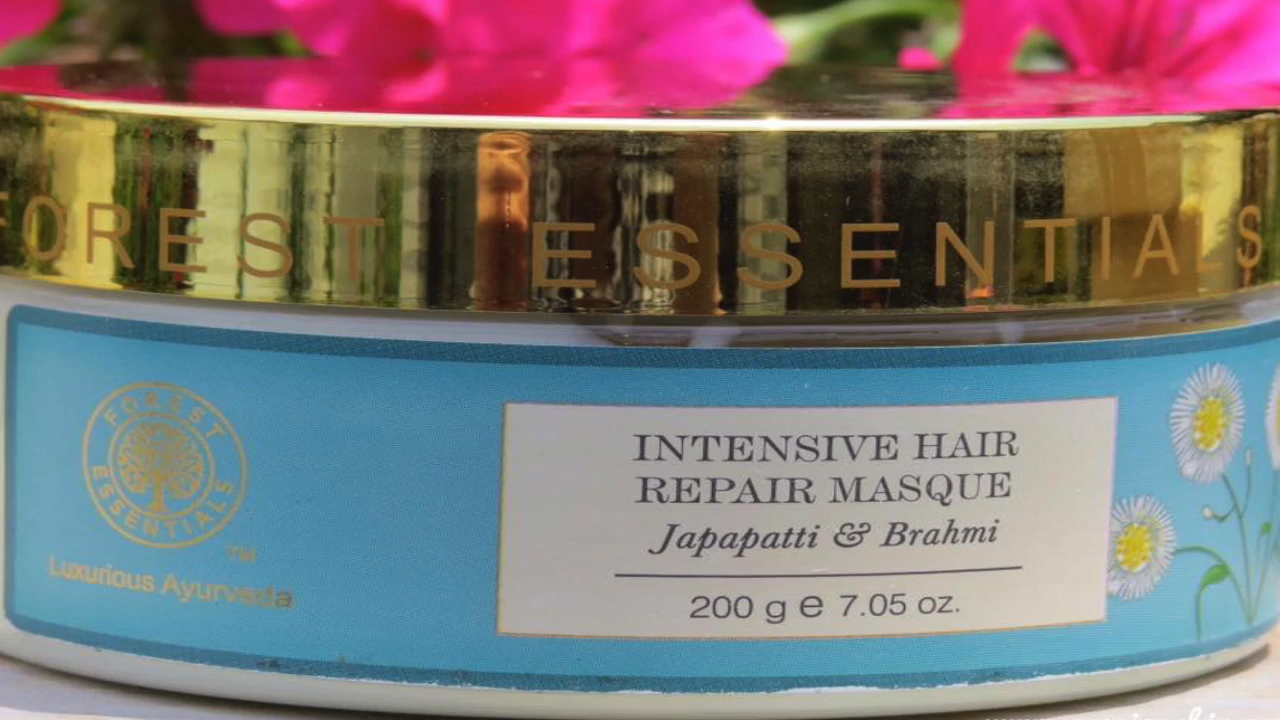 FOREST ESSENTIALS
FOREST
ESSENTIALS
TM
Luxurious Ayurveda
INTENSIVE HAIR
REPAIR MASQUE
Japapatti & Brahmi
200 g e 7.05 oz.